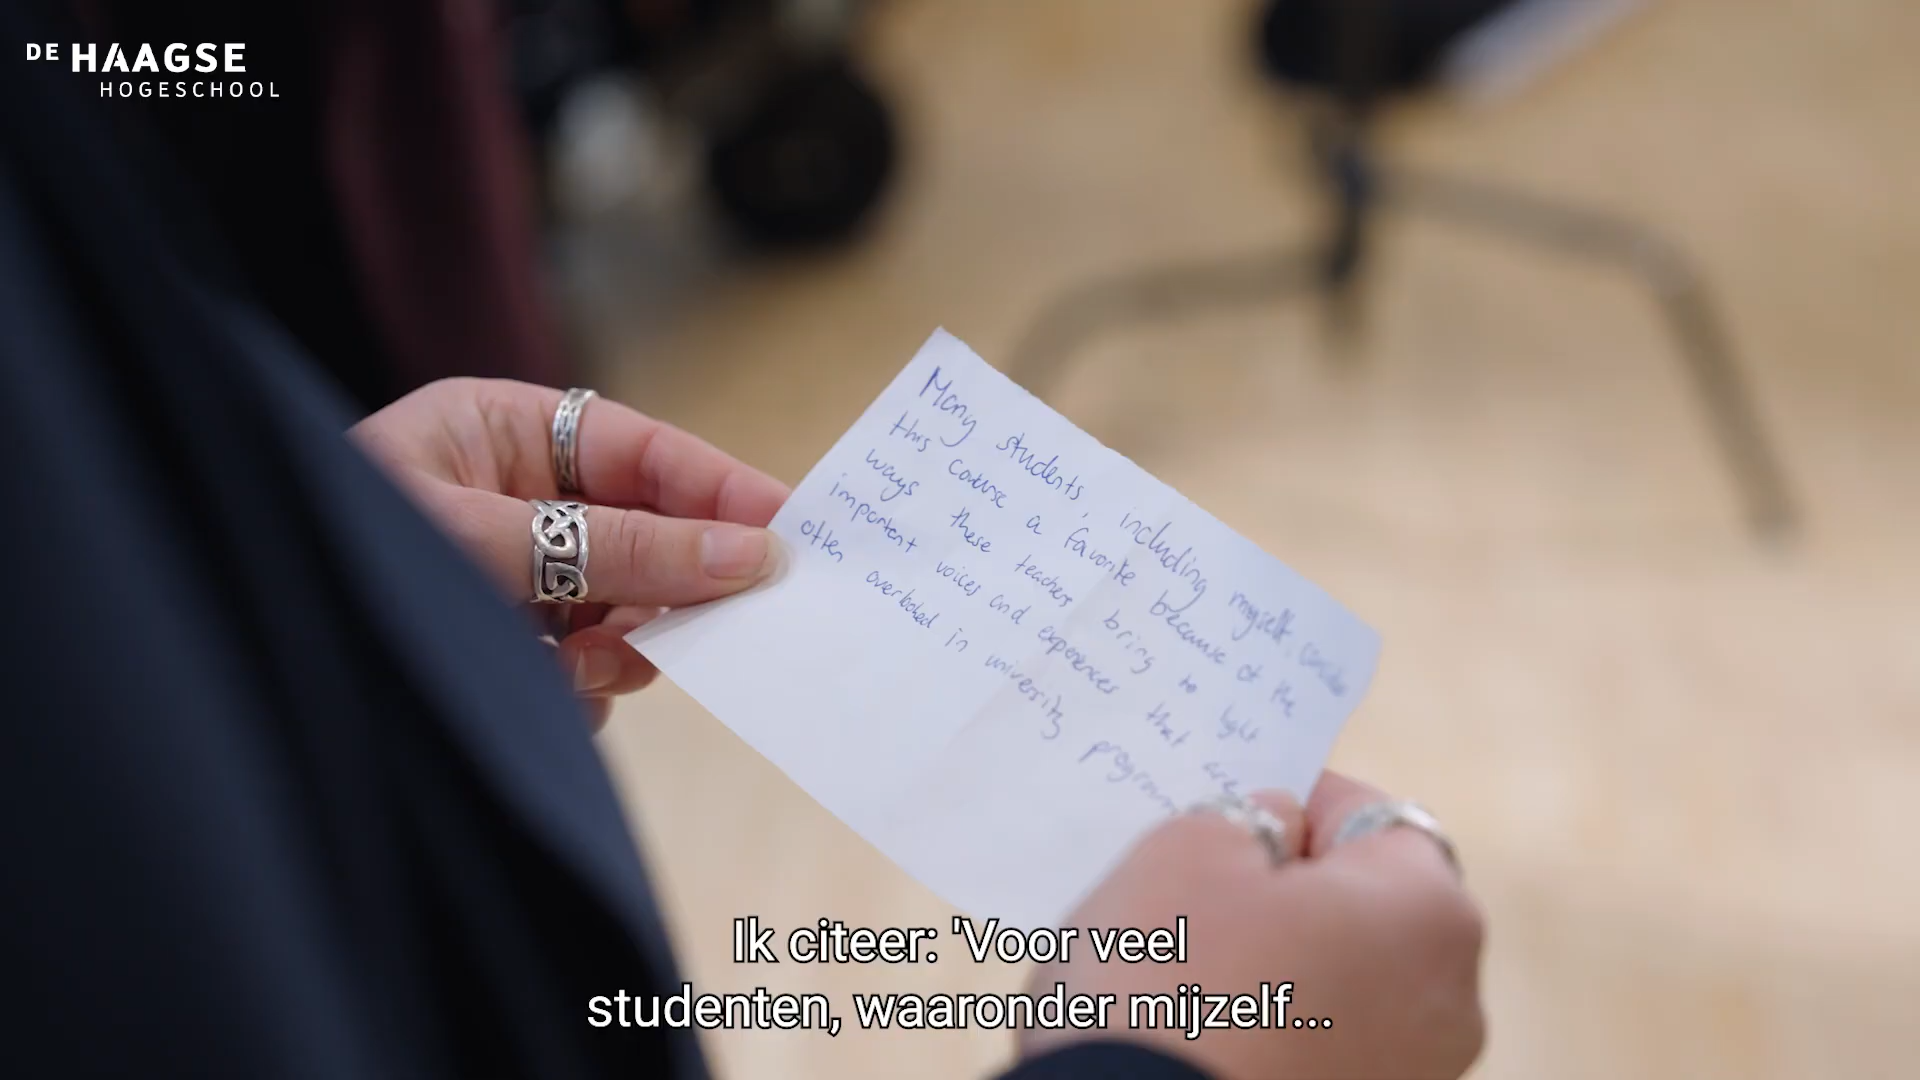 DE HAAGSE
HOGESCHOOL
Many students, including myself, consider
this course a favorite because of the
ways these teachers bring to light
important voices and experiences that are
often overlooked in university
Ik citeer: 'Voor veel
studenten, waaronder mijzelf...